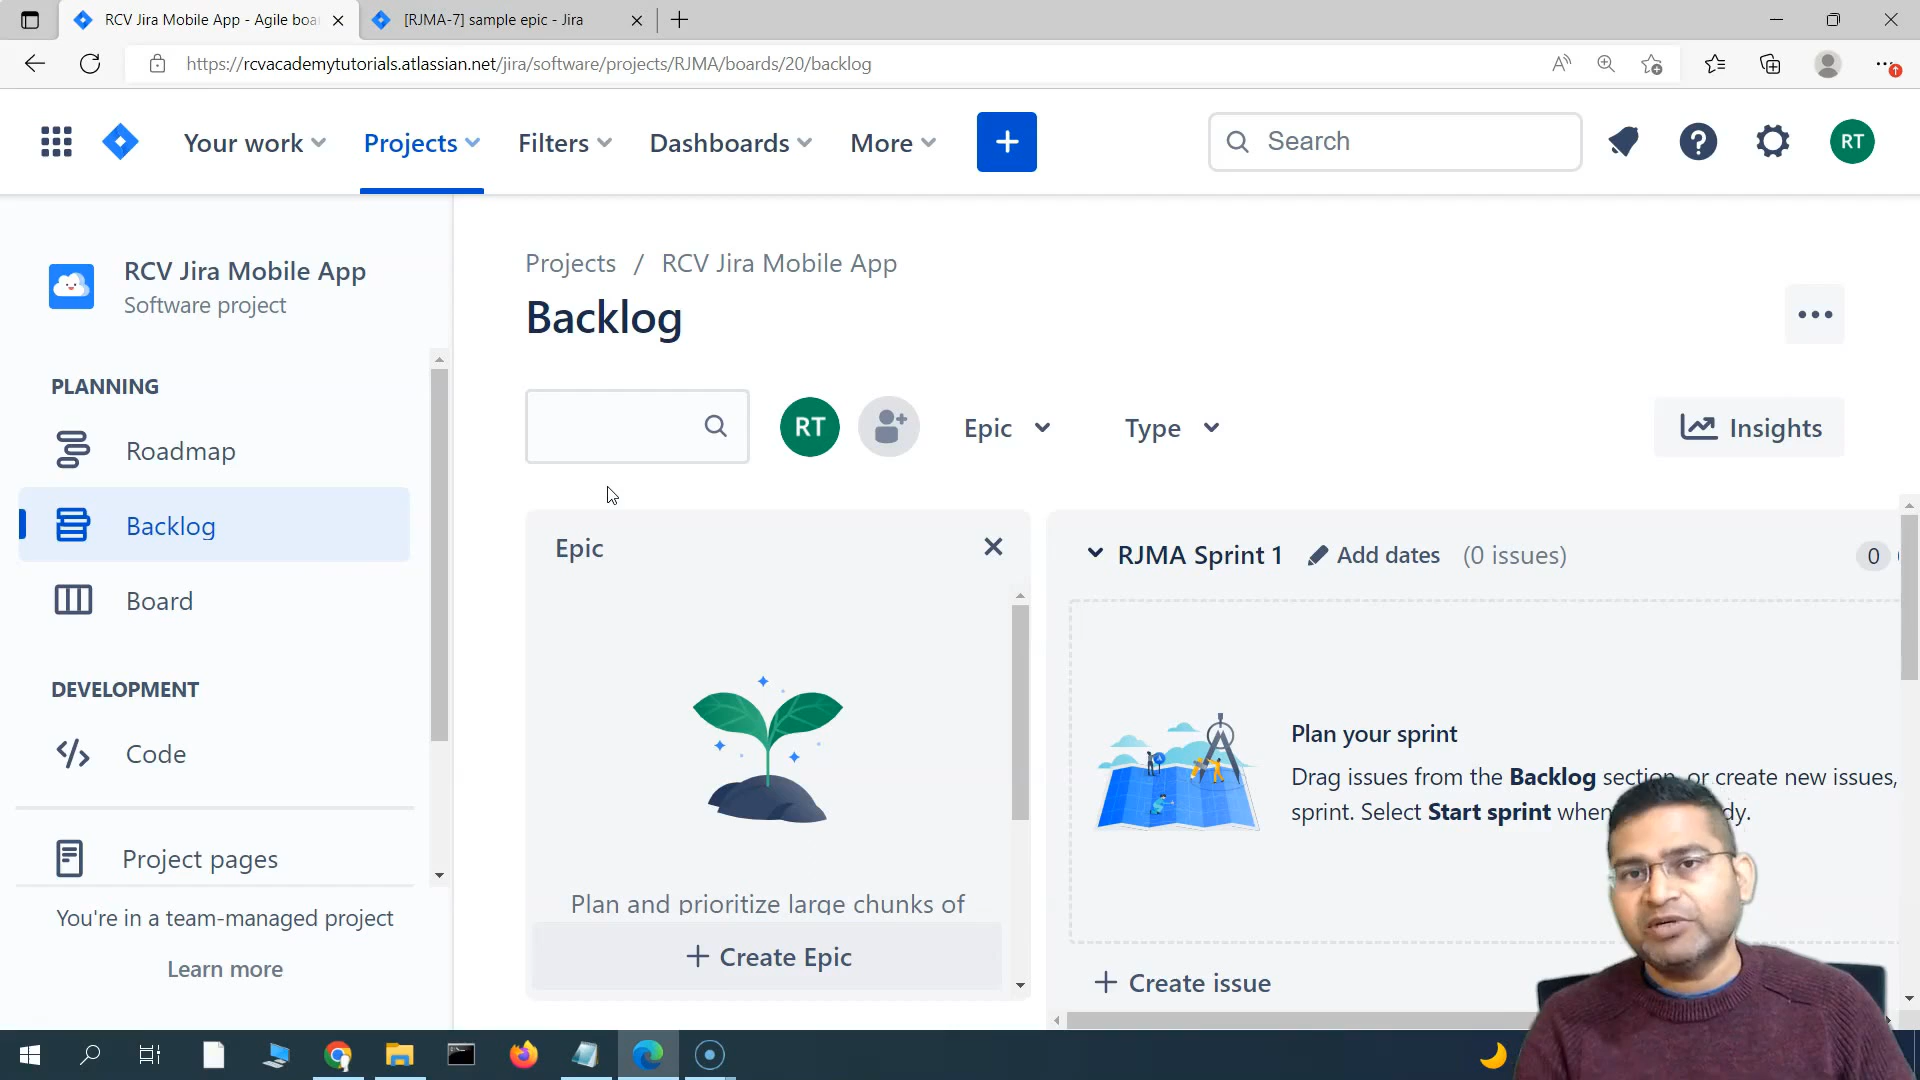 RCV Jira Mobile App - Agile boa
[RJMA-7] sample epic - Jira
https://rcvacademytutorials.atlassian.net/jira/software/projects/RJMA/boards/20/backlog
Your work
Projects
Filters
Dashboards
More
+
Search
RT
RCV Jira Mobile App
Software project
PLANNING
Roadmap
Backlog
Board
DEVELOPMENT
Code
Project pages
You're in a team-managed project
Learn more
Projects / RCV Jira Mobile App
Backlog
RT
Epic
Type
Insights
Epic
Plan and prioritize large chunks of
+ Create Epic
RJMA Sprint 1 Add dates (0 issues)
0
Plan your sprint
Drag issues from the Backlog section, or create new issues,
sprint. Select Start sprint when
dy.
+ Create issue